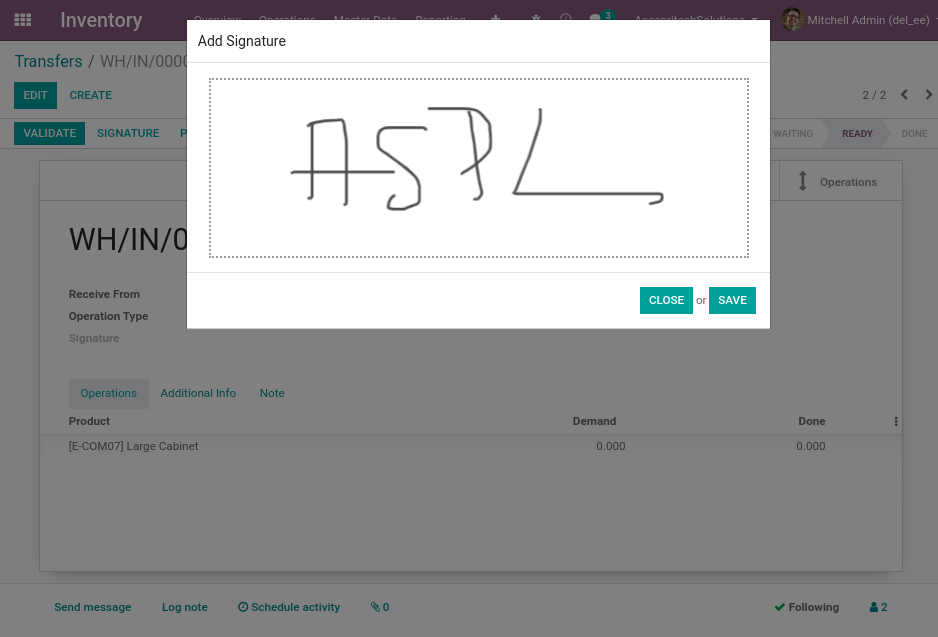 Inventory Overview Operations Master Data Reporting 3 AccentitechSolutions Mitchell Admin (del_ee)
Add Signature
Transfers / WH/IN/0000
EDIT CREATE
2 / 2
VALIDATE SIGNATURE P
WAITING READY DONE
ASPL
Operations
WH/IN/0
CLOSE or SAVE
Receive From
Operation Type
Signature
Operations Additional Info Note
Product Demand Done
[E-COM07] Large Cabinet 0.000 0.000
Send message Log note Schedule activity 0 Following 2